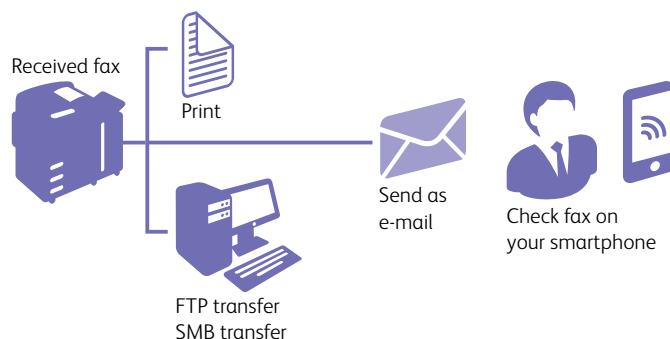 Received fax
Print
Send as
e-mail
Check fax on
your smartphone
FTP transfer
SMB transfer